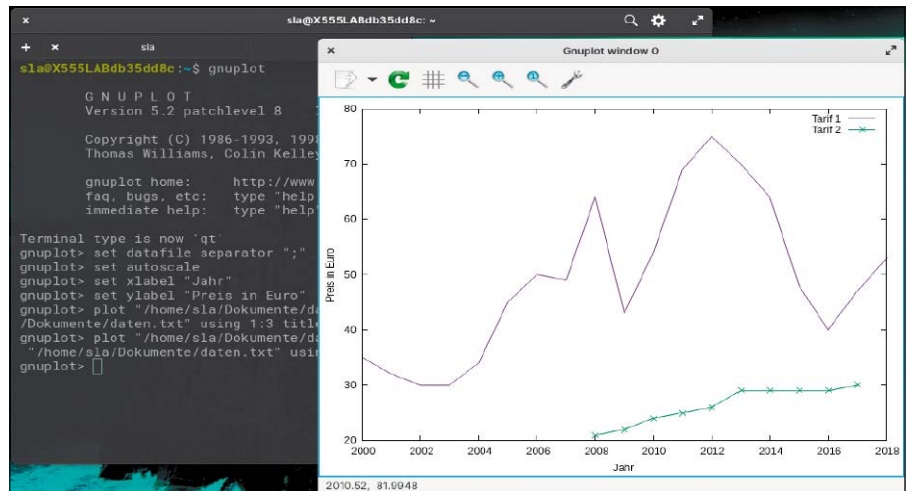 sla@X555LABdb35dd8c: ~
sla
sla@X555LABdb35dd8c:~$ gnuplot
G N U P L O T
Version 5.2 patchlevel 8
Copyright (C) 1986-1993, 1998
Thomas Williams, Colin Kelley
gnuplot home: http://www
faq, bugs, etc: type "help
immediate help: type "help"
Terminal type is now 'qt'
gnuplot> set datafile separator ";"
gnuplot> set autoscale
gnuplot> set xlabel "Jahr"
gnuplot> set ylabel "Preis in Euro"
gnuplot> plot "/home/sla/Dokumente/da
/Dokumente/daten.txt" using 1:3 title
gnuplot> plot "/home/sla/Dokumente/da
"/home/sla/Dokumente/daten.txt" usin
gnuplot>
Gnuplot window 0
Tarif 1
Tarif 2
80
70
60
50
40
30
20
Preis in Euro
2000 2002 2004 2006 2008 2010 2012 2014 2016 2018
Jahr
2010.52, 81.9948